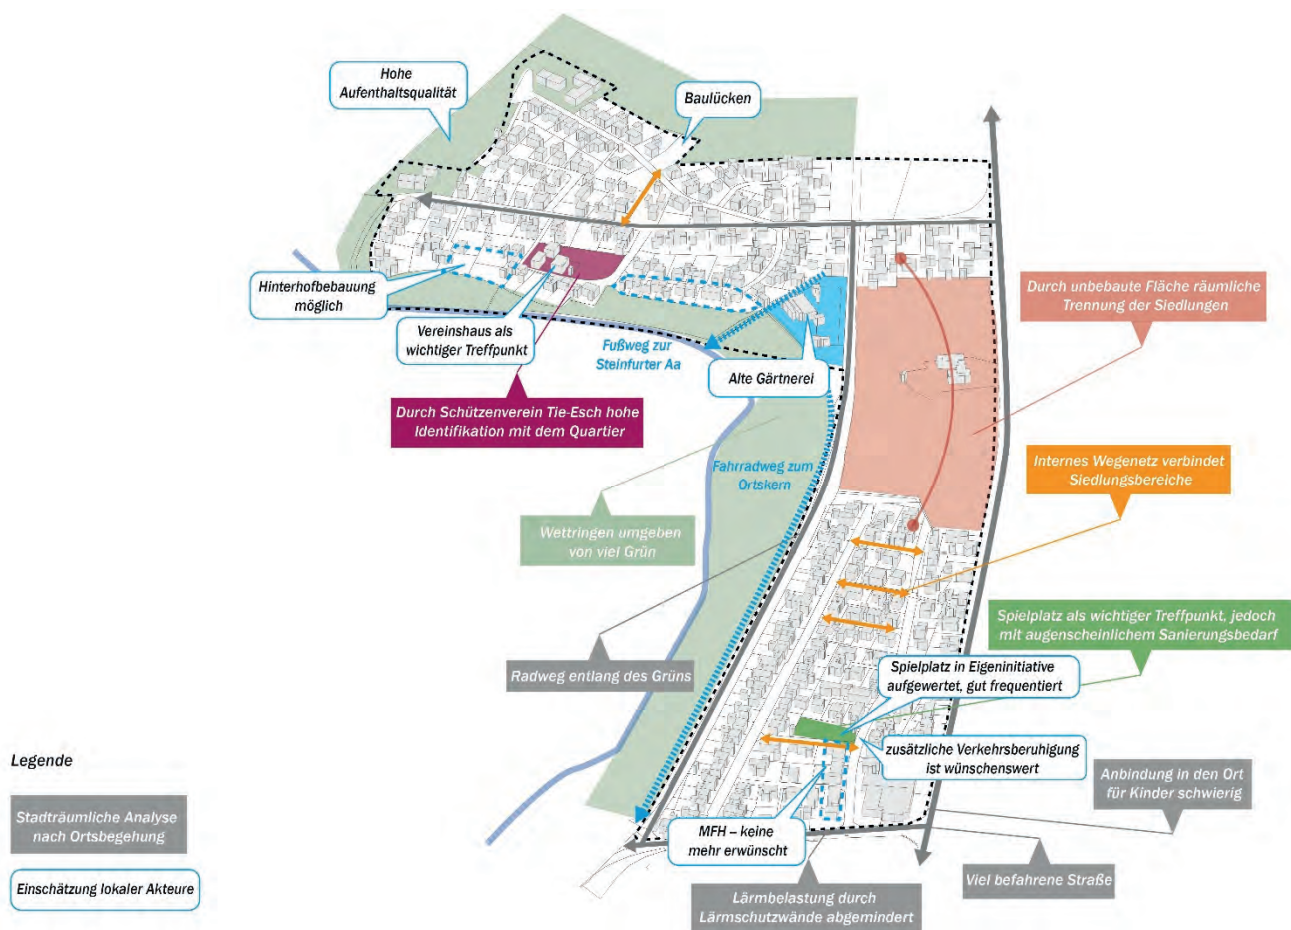 Hohe
Aufenthaltsqualität
Baulücken
Hinterhofbebauung
möglich
Vereinshaus als
wichtiger Treffpunkt
Fußweg zur
Steinfurter Aa
Alte Gärtnerei
Durch unbebaute Fläche räumliche
Trennung der Siedlungen
Durch Schützenverein Tie-Esch hohe
Identifikation mit dem Quartier
Internes Wegenetz verbindet
Siedlungsbereiche
Fahrradweg zum
Ortskern
Wettringen umgeben
von viel Grün
Spielplatz als wichtiger Treffpunkt, jedoch
mit augenscheinlichem Sanierungsbedarf
Radweg entlang des Grüns
Spielplatz in Eigeninitiative
aufgewertet, gut frequentiert
zusätzliche Verkehrsberuhigung
ist wünschenswert
Anbindung in den Ort
für Kinder schwierig
MFH – keine
mehr erwünscht
Viel befahrene Straße
Lärmbelastung durch
Lärmschutzwände abgemindert
Legende
Stadträumliche Analyse
nach Ortsbegehung
Einschätzung lokaler Akteure